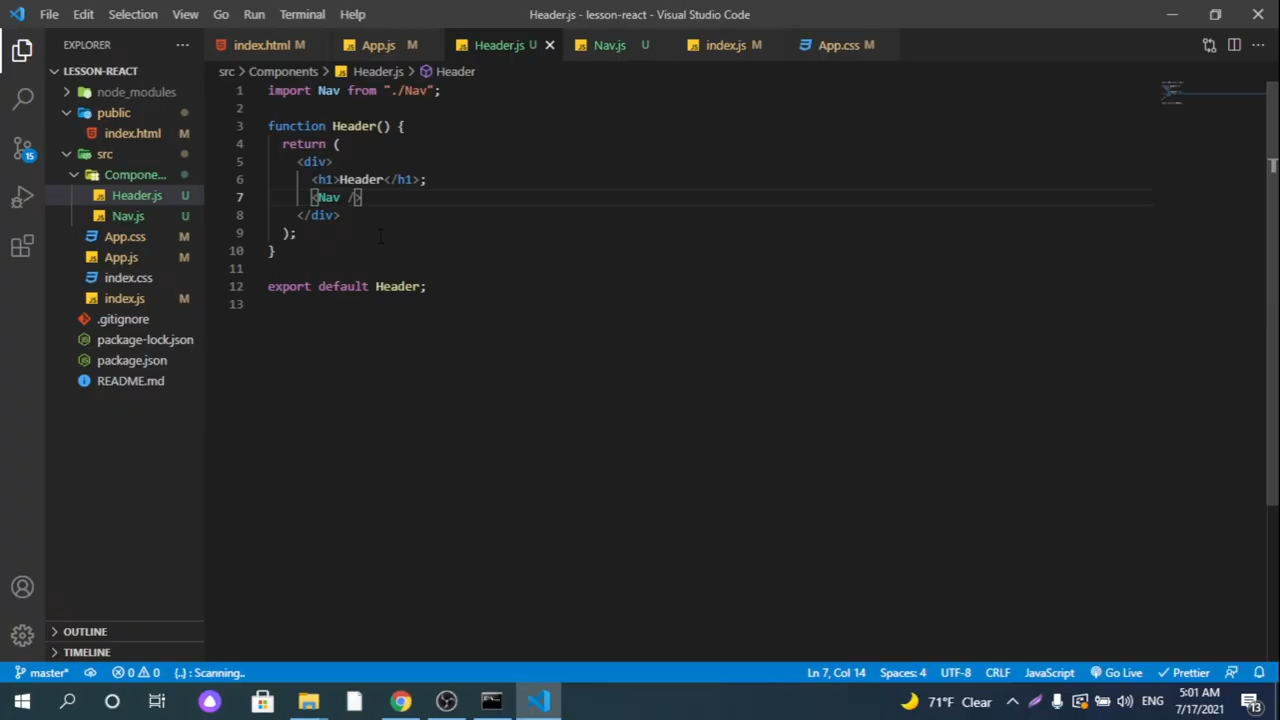 File Edit Selection View Go Run Terminal Help Header.js - lesson-react - Visual Studio Code
EXPLORER
index.html M App.js M Header.js U Nav.js U index.js M App.css M
LESSON-REACT
node_modules
public
index.html M
src
Compone...
Header.js U
Nav.js U
App.css M
App.js M
index.css
index.js M
.gitignore
package-lock.json
package.json
README.md
OUTLINE
TIMELINE
src > Components > Header.js > Header
1 import Nav from "./Nav";
2
3 function Header() {
4 return (
5 <div>
6 <h1>Header</h1>;
7 <Nav />
8 </div>
9 );
10 }
11
12 export default Header;
13
15
master* 0 0 {..} : Scanning.. Ln 7, Col 14 Spaces: 4 UTF-8 CRLF JavaScript Go Live Prettier
71°F Clear ENG 5:01 AM
7/17/2021
13